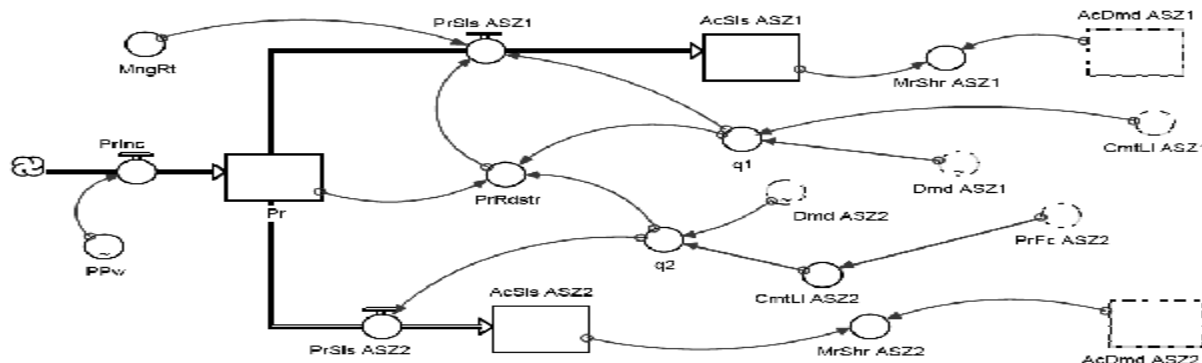 PrSls ASZ1
AcSls ASZ1
AcDmd ASZ1
MngRt
MrShr ASZ1
PrInc
q1
CmtLl ASZ1
Pr
PrRdstr
Dmd ASZ1
Dmd ASZ2
PrFc ASZ2
PPw
q2
AcSls ASZ2
CmtLl ASZ2
PrSls ASZ2
MrShr ASZ2
AcDmd ASZ2